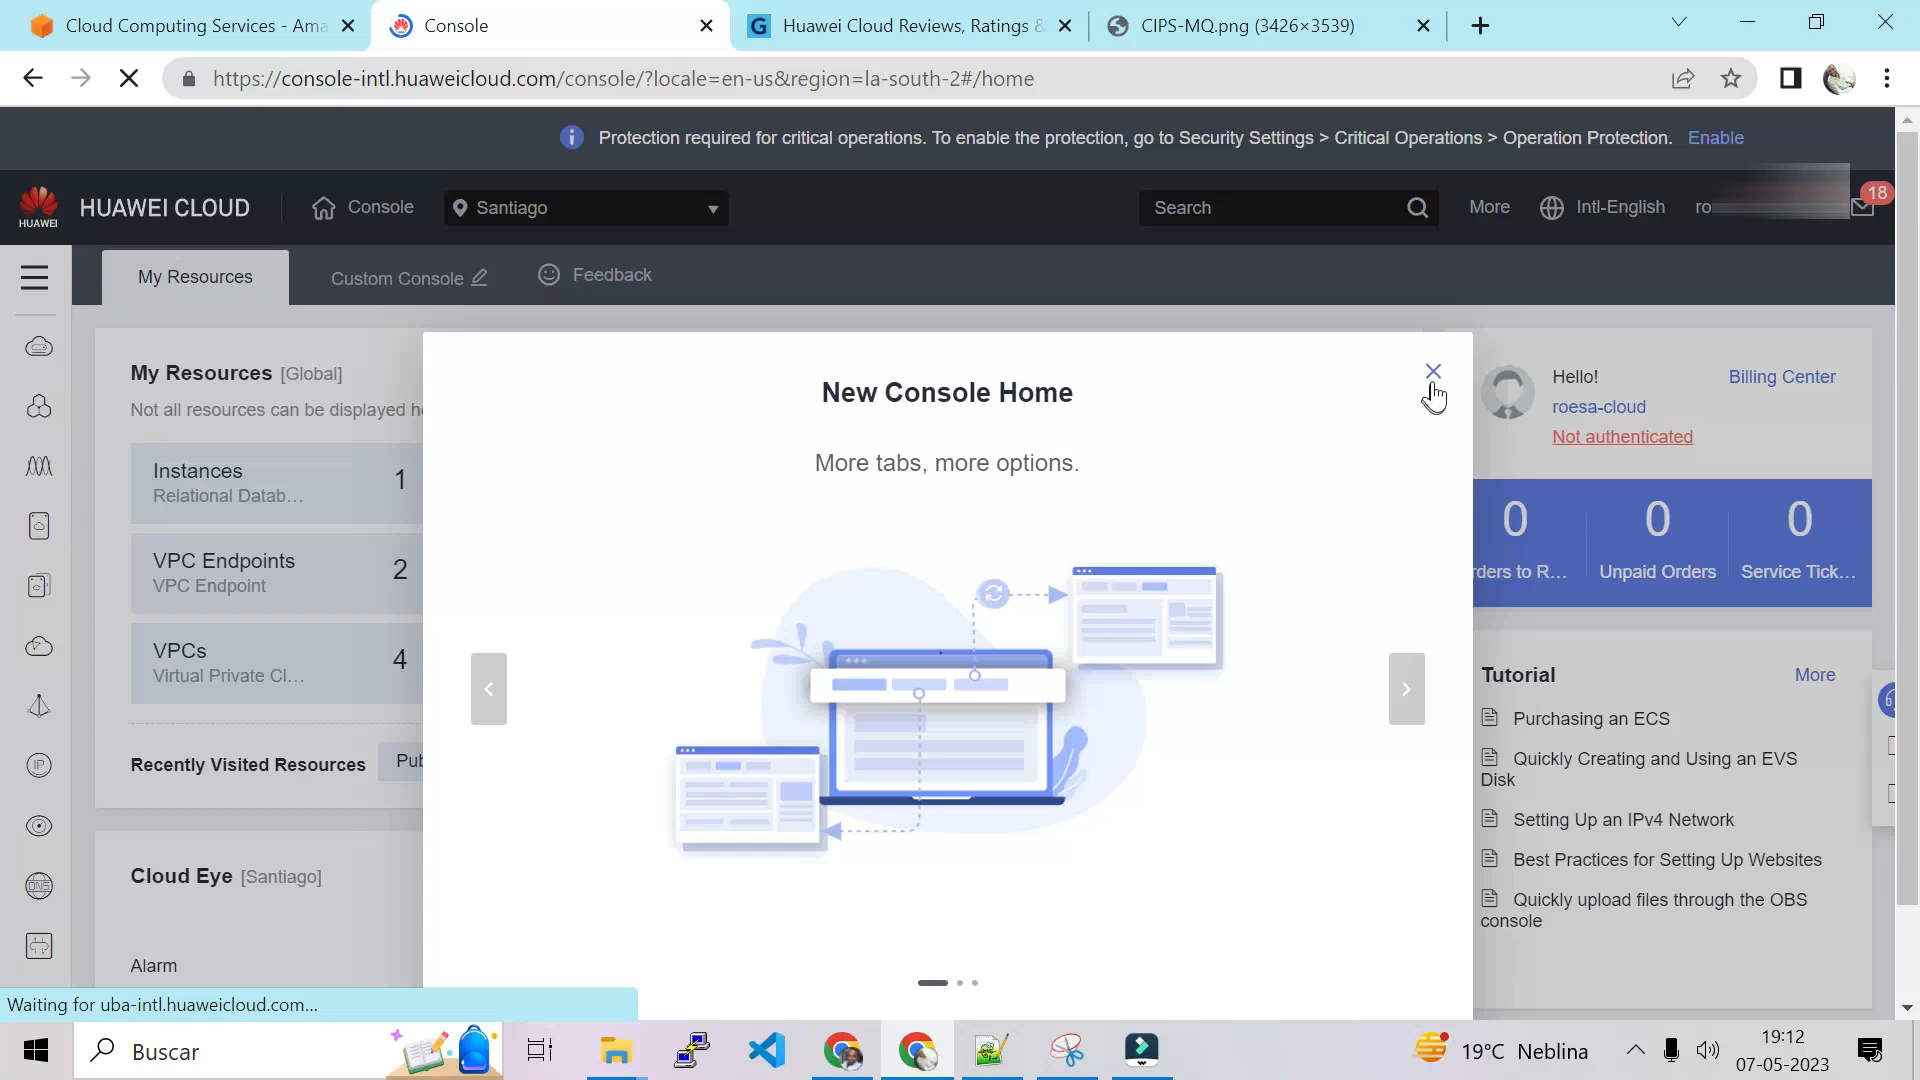 Cloud Computing Services - Ama
Console
Huawei Cloud Reviews, Ratings &
CIPS-MQ.png (3426×3539)
https://console-intl.huaweicloud.com/console/?locale=en-us&region=la-south-2#/home
Protection required for critical operations. To enable the protection, go to Security Settings > Critical Operations > Operation Protection. Enable
HUAWEI
HUAWEI CLOUD
Console
Santiago
Search
More
Intl-English
ro
18
My Resources
Custom Console
Feedback
My Resources [Global]
Not all resources can be displayed he
Instances
Relational Datab…
1
VPC Endpoints
VPC Endpoint
2
VPCs
Virtual Private Cl…
4
Recently Visited Resources
Pub
Cloud Eye [Santiago]
Alarm
IP
DNS
New Console Home
More tabs, more options.
Hello!
Billing Center
roesa-cloud
Not authenticated
0
0
0
rders to R…
Unpaid Orders
Service Tick…
Tutorial
More
Purchasing an ECS
Quickly Creating and Using an EVS
Disk
Setting Up an IPv4 Network
Best Practices for Setting Up Websites
Quickly upload files through the OBS
console
Waiting for uba-intl.huaweicloud.com...
Buscar
19°C Neblina
19:12
07-05-2023